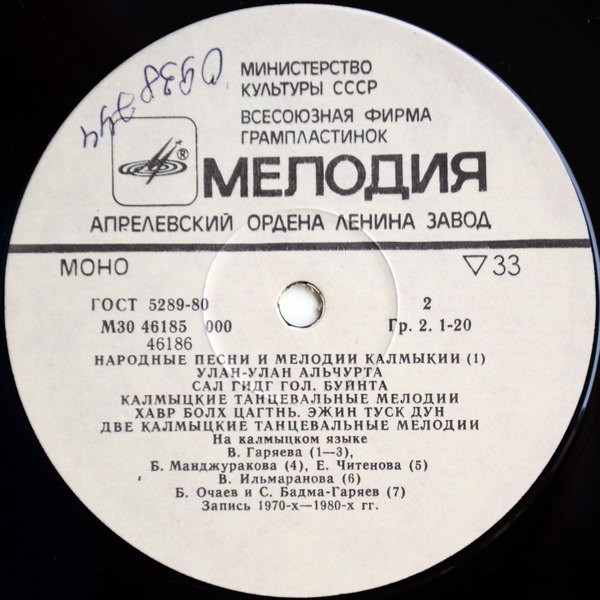 МИНИСТЕРСТВО
КУЛЬТУРЫ СССР
ВСЕСОЮЗНАЯ ФИРМА
ГРАМПЛАСТИНОК
®
МЕЛОДИЯ
АПРЕЛЕВСКИЙ ОРДЕНА ЛЕНИНА ЗАВОД
МОНО ▽33
ГОСТ 5289-80 2
М30 46185 000 Гр. 2. 1-20
46186
НАРОДНЫЕ ПЕСНИ И МЕЛОДИИ КАЛМЫКИИ (1)
УЛАН-УЛАН АЛЬЧУРТА
САЛ ГИДГ ГОЛ. БУЙНТА
КАЛМЫЦКИЕ ТАНЦЕВАЛЬНЫЕ МЕЛОДИИ
ХАВР БОЛХ ЦАГТНЬ. ЭЖИН ТУСК ДУН
ДВЕ КАЛМЫЦКИЕ ТАНЦЕВАЛЬНЫЕ МЕЛОДИИ
На калмыцком языке
В. Гаряева (1—3),
Б. Манджуракова (4), Е. Читенова (5)
В. Ильмаранова (6)
Б. Очаев и С. Бадма-Гаряев (7)
Запись 1970-х—1980-х гг.